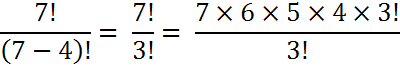 7!/(7 − 4)! = 7!/3! = (7 × 6 × 5 × 4 × 3!)/3!